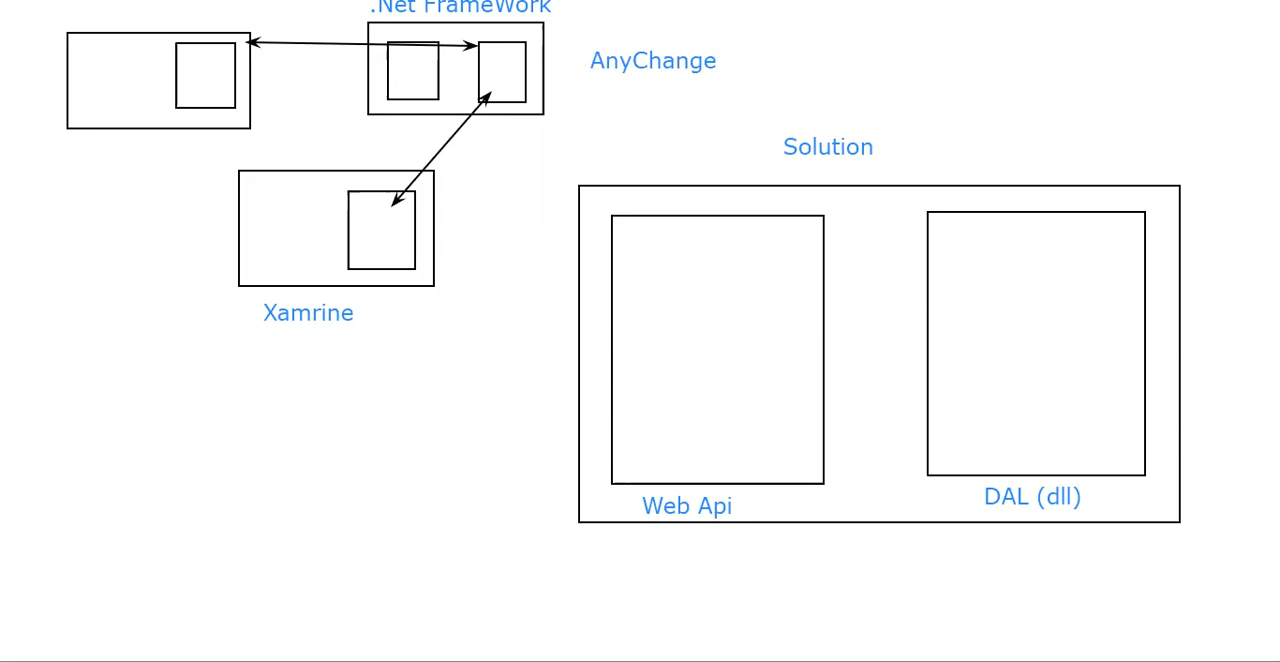 .Net FrameWork
AnyChange
Solution
Xamrine
Web Api
DAL (dll)